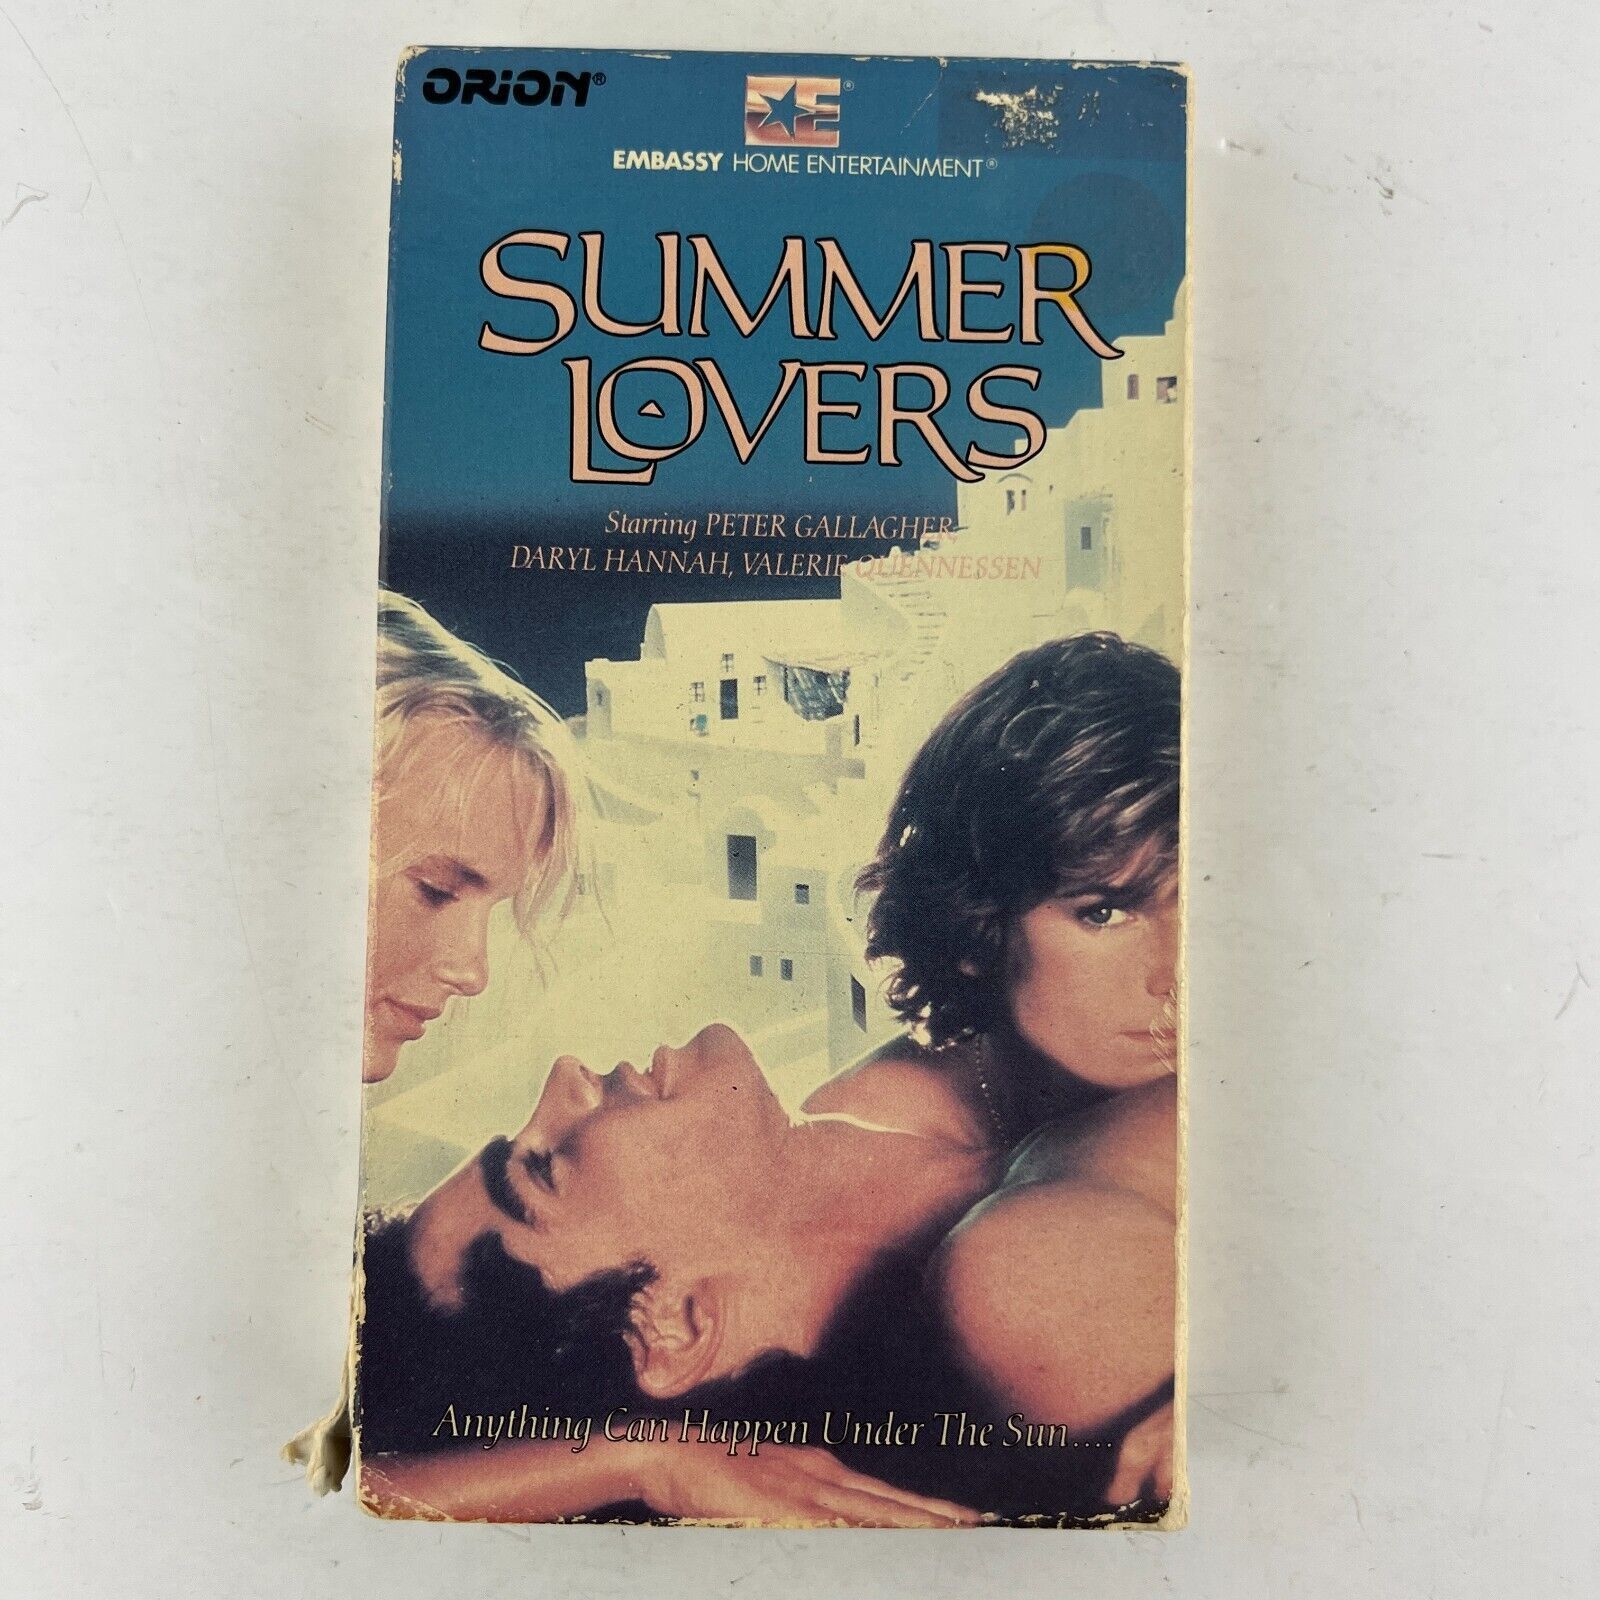 ORION®
E®
EMBASSY HOME ENTERTAINMENT®
SUMMER
LOVERS
Starring PETER GALLAGHER,
DARYL HANNAH, VALERIE QUENNESSEN
Anything Can Happen Under The Sun....